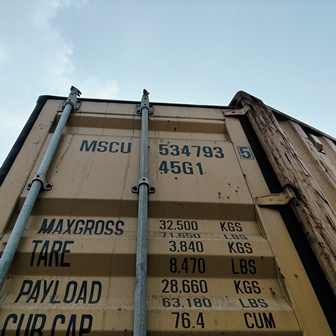 MSCU 534793 5
45G1
MAXGROSS 32.500 KGS
71.650 LBS
TARE 3,840 KGS
8,470 LBS
PAYLOAD 28,660 KGS
63.180 LBS
CUB CAP 76.4 CUM